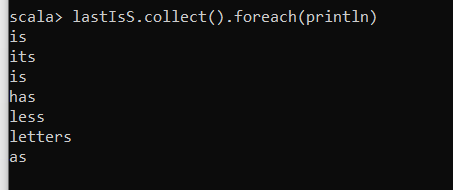 scala> lastIsS.collect().foreach(println)
is
its
is
has
less
letters
as